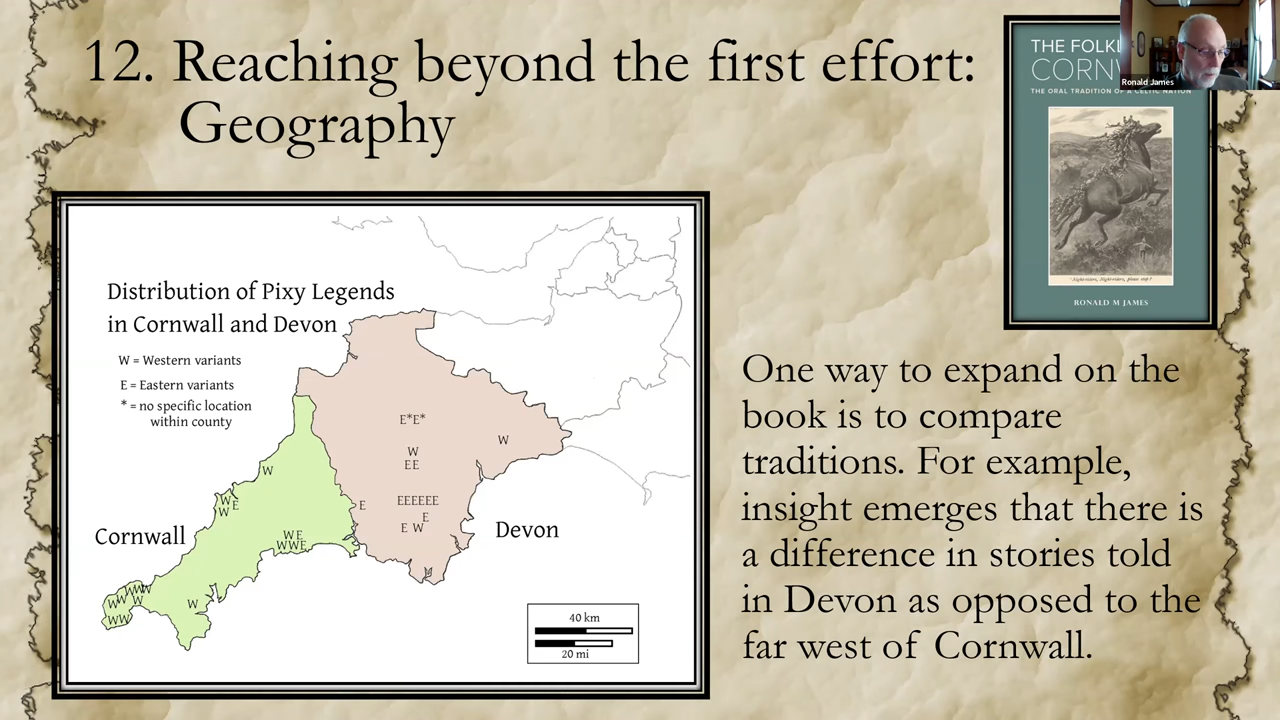 12. Reaching beyond the first effort:
Geography
THE FOLK
CORN
THE ORAL TRADITION OF A CELTIC NATION
Ronald James
RONALD M JAMES
Distribution of Pixy Legends
in Cornwall and Devon
W = Western variants
E = Eastern variants
* = no specific location
within county
E*E*
W
W
EE
W
W
E
W
E
EEEEEE
E
E W
W E
WWE
Cornwall
Devon
W
W
WW
W
40 km
20 mi
One way to expand on the
book is to compare
traditions. For example,
insight emerges that there is
a difference in stories told
in Devon as opposed to the
far west of Cornwall.